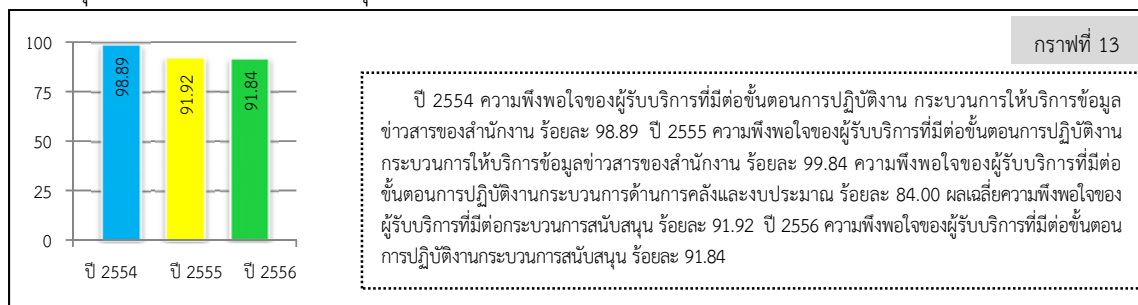 กราฟที่ 13
100
75
50
25
0
98.89
91.92
91.84
ปี 2554
ปี 2555
ปี 2556
ปี 2554 ความพึงพอใจของผู้รับบริการที่มีต่อขั้นตอนการปฏิบัติงาน กระบวนการให้บริการข้อมูล
ข่าวสารของสำนักงาน ร้อยละ 98.89 ปี 2555 ความพึงพอใจของผู้รับบริการที่มีต่อขั้นตอนการปฏิบัติงาน
กระบวนการให้บริการข้อมูลข่าวสารของสำนักงาน ร้อยละ 99.84 ความพึงพอใจของผู้รับบริการที่มีต่อ
ขั้นตอนการปฏิบัติงานกระบวนการด้านการคลังและงบประมาณ ร้อยละ 84.00 ผลเฉลี่ยความพึงพอใจของ
ผู้รับบริการที่มีต่อกระบวนการสนับสนุน ร้อยละ 91.92 ปี 2556 ความพึงพอใจของผู้รับบริการที่มีต่อขั้นตอน
การปฏิบัติงานกระบวนการสนับสนุน ร้อยละ 91.84